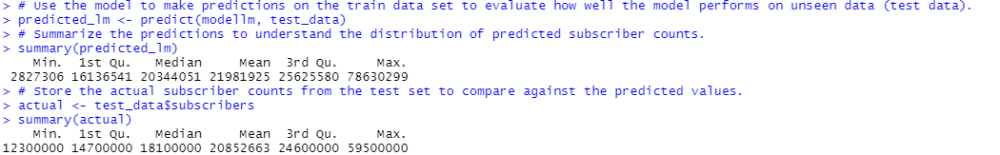 > # Use the model to make predictions on the train data set to evaluate how well the model performs on unseen data (test data).
> predicted_lm <- predict(modellm, test_data)
> # Summarize the predictions to understand the distribution of predicted subscriber counts.
> summary(predicted_lm)
    Min.  1st Qu.   Median     Mean  3rd Qu.     Max.
 2827306 16136541 20344051 21981925 25625580 78630299
> # Store the actual subscriber counts from the test set to compare against the predicted values.
> actual <- test_data$subscribers
> summary(actual)
    Min.  1st Qu.   Median     Mean  3rd Qu.     Max.
12300000 14700000 18100000 20852663 24600000 59500000